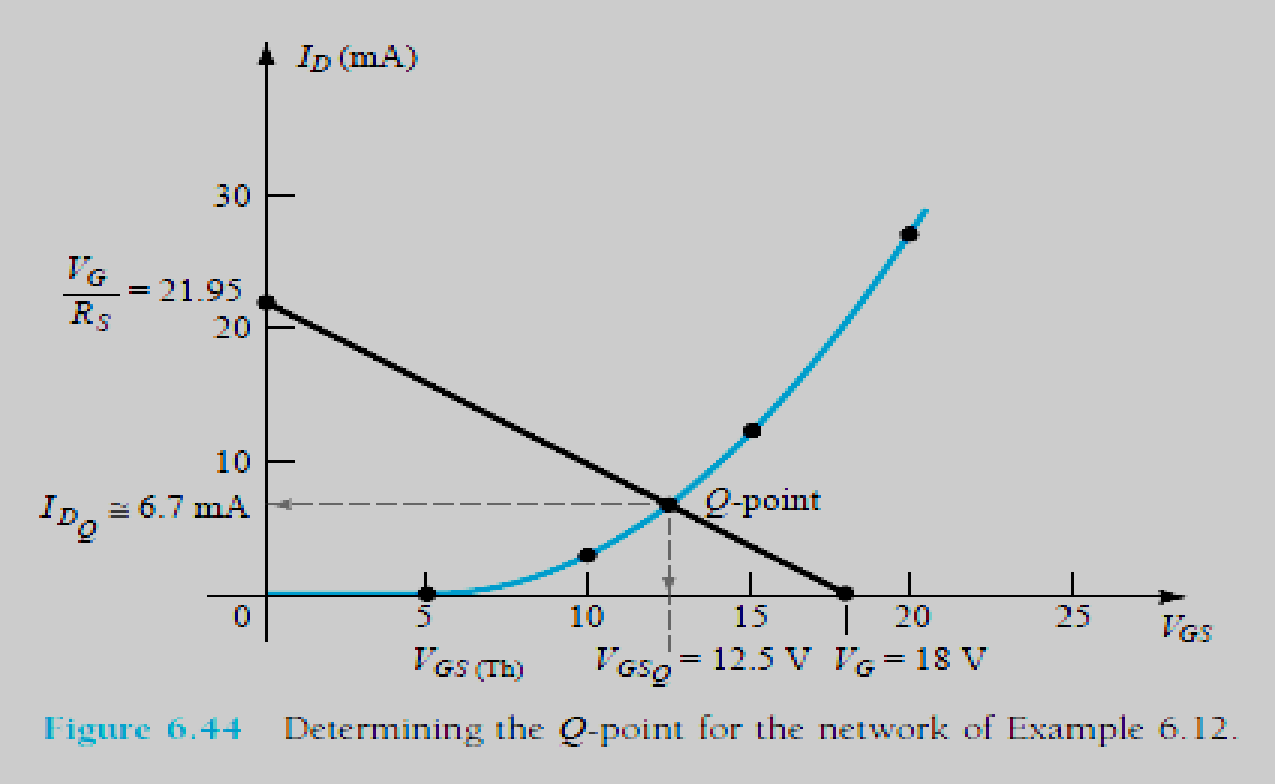 I_D (mA)
30
V_G
R_S
= 21.95
20
10
I_DQ ≅ 6.7 mA
Q-point
0
5
10
15
20
25
V_GS
V_GS (Th)
V_GSQ = 12.5 V
V_G = 18 V
Figure 6.44 Determining the Q-point for the network of Example 6.12.